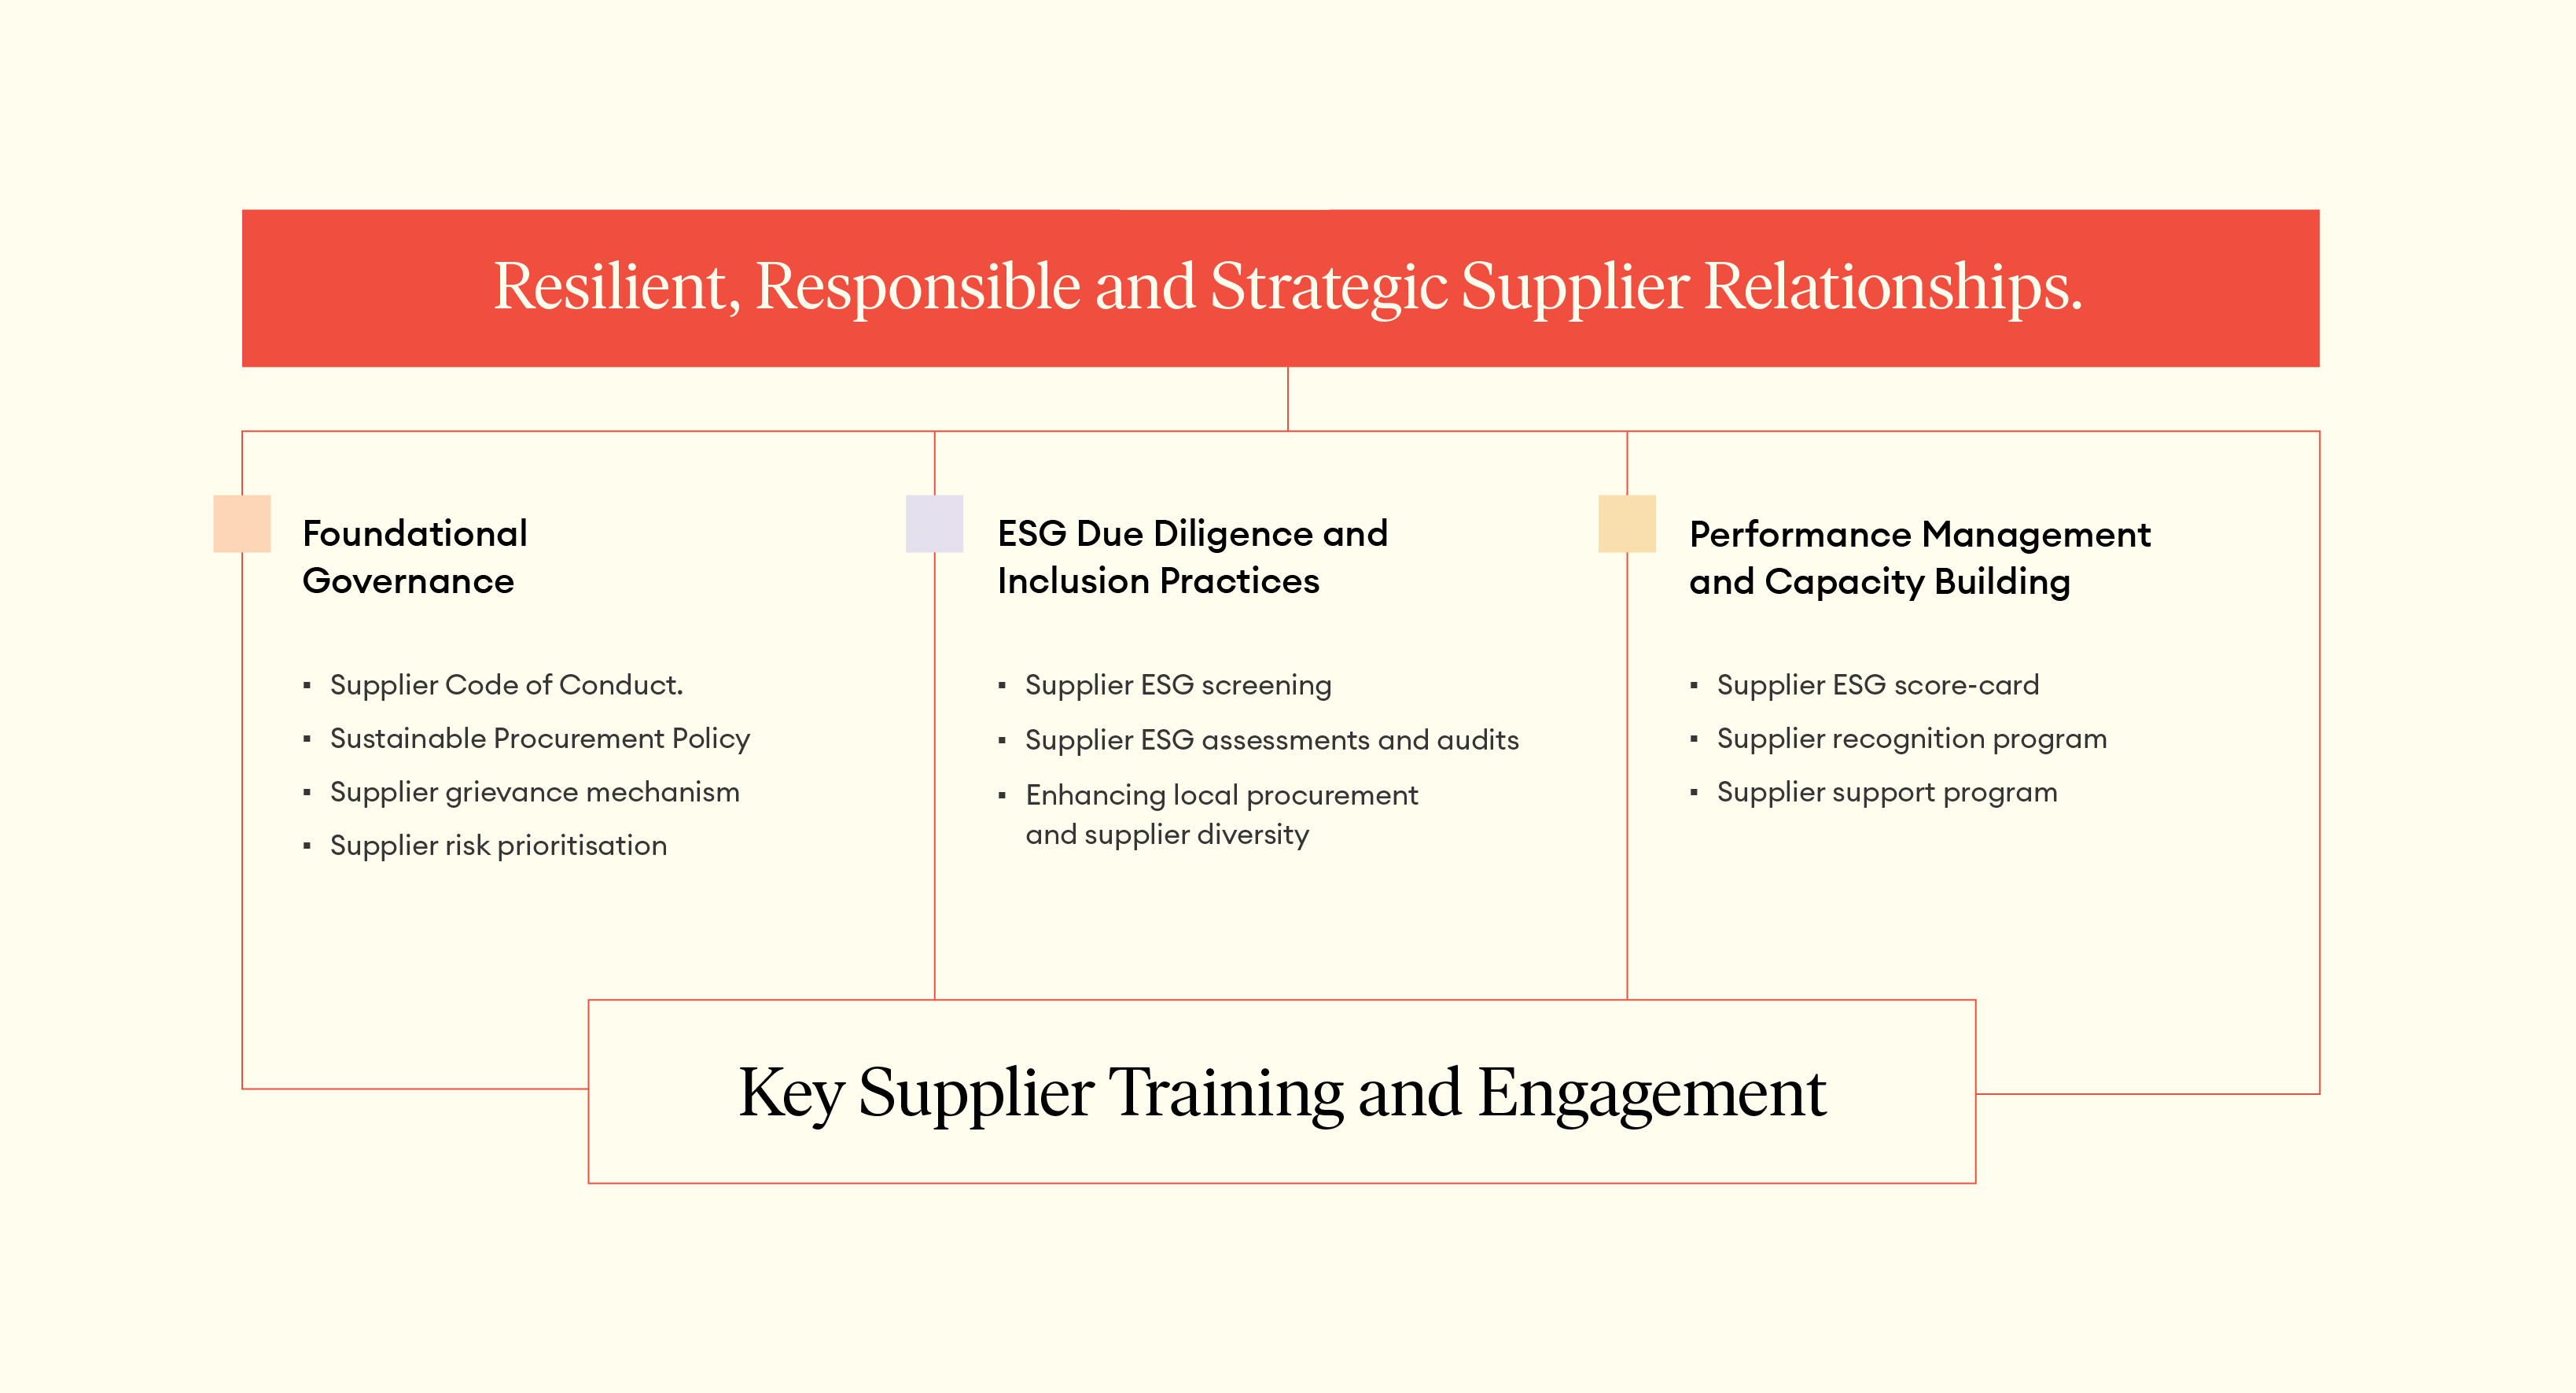 Resilient, Responsible and Strategic Supplier Relationships.
Foundational
Governance
▪ Supplier Code of Conduct.
▪ Sustainable Procurement Policy
▪ Supplier grievance mechanism
▪ Supplier risk prioritisation
ESG Due Diligence and
Inclusion Practices
▪ Supplier ESG screening
▪ Supplier ESG assessments and audits
▪ Enhancing local procurement
and supplier diversity
Performance Management
and Capacity Building
▪ Supplier ESG score-card
▪ Supplier recognition program
▪ Supplier support program
Key Supplier Training and Engagement